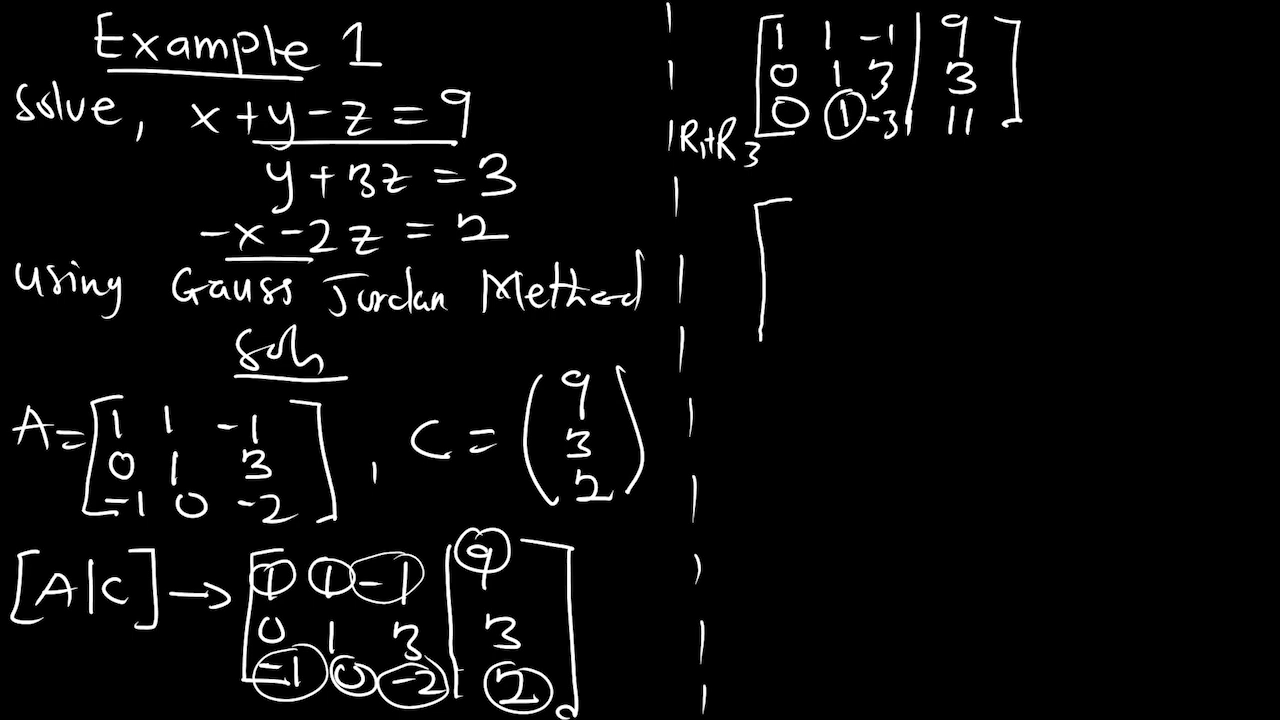 Example 1
Solve, x+y-z=9
y+3z=3
-x-2z=2
using Gauss Jordan Method
Soln
A=[1 1 -1
0 1 3
-1 0 -2], C=(9
3
2)
[A|C]→[1 1 -1|9
0 1 3|3
-1 0 -2|2]
[1 1 -1|9
0 1 3|3
R1+R3 0 1 -3|11]
[